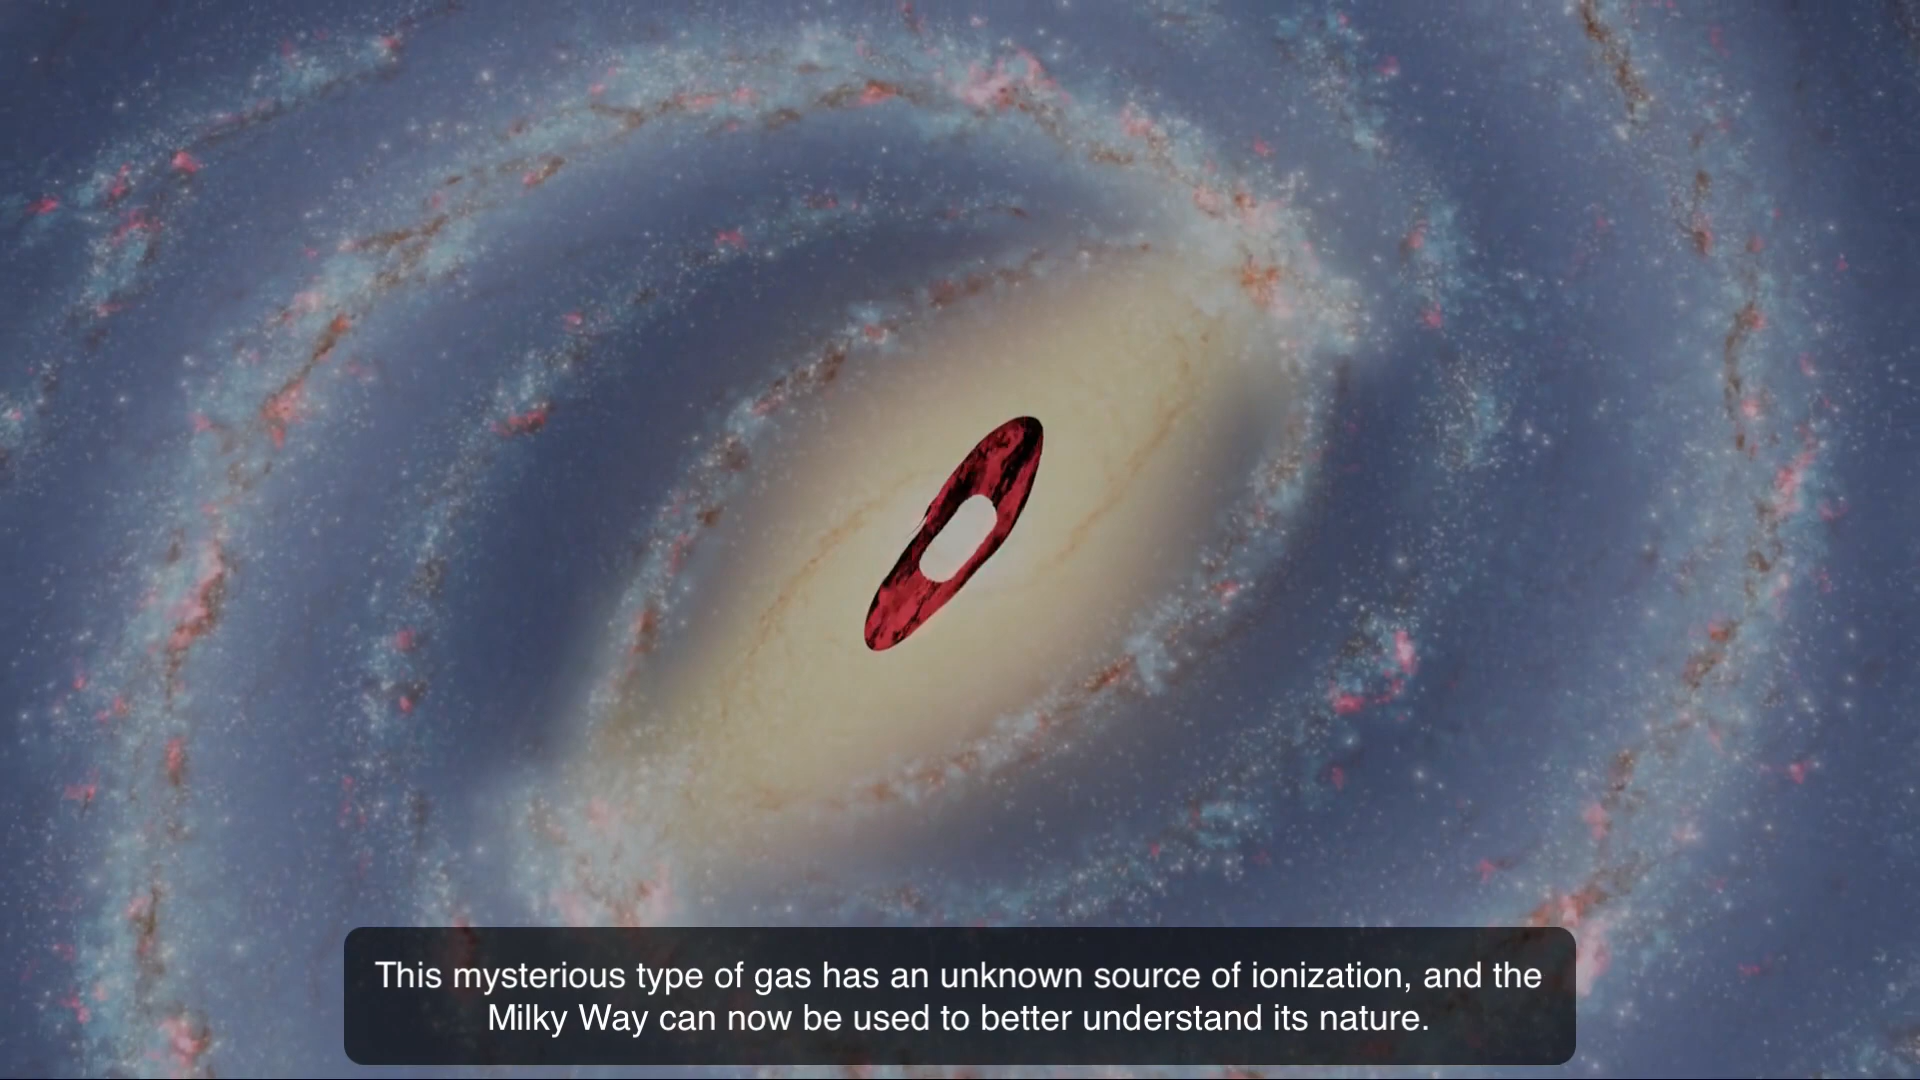 This mysterious type of gas has an unknown source of ionization, and the
Milky Way can now be used to better understand its nature.